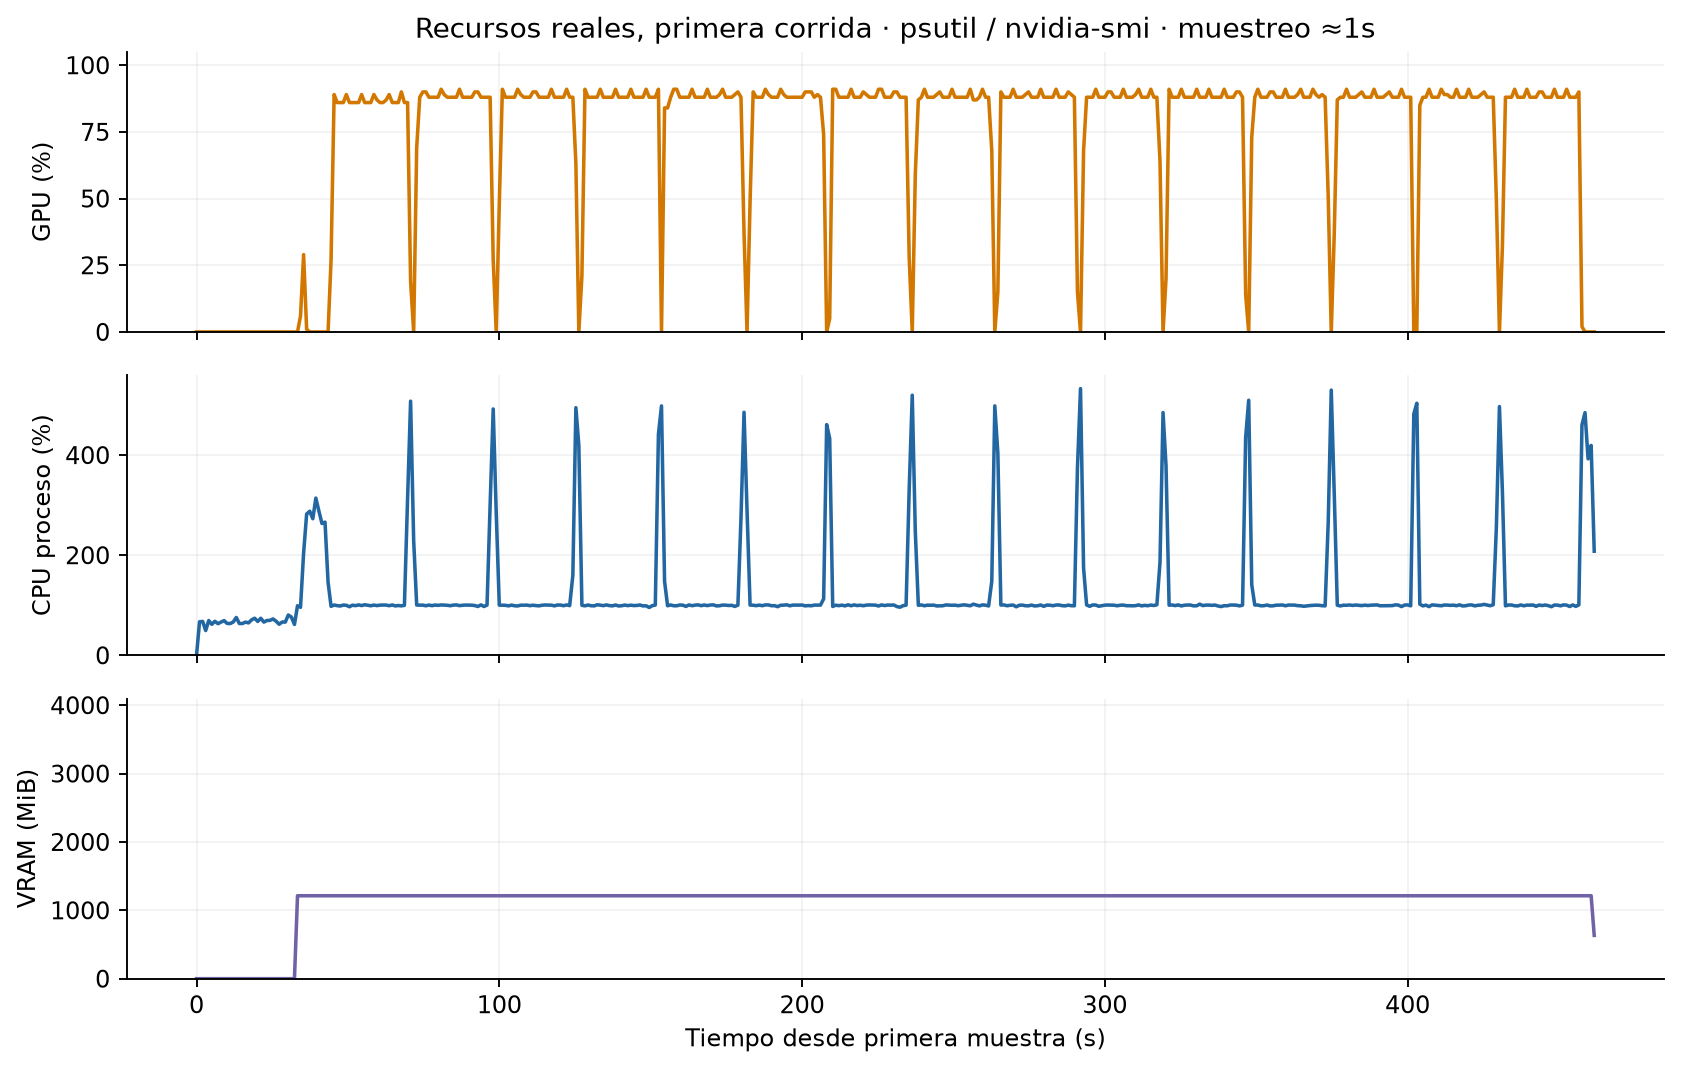 Recursos reales, primera corrida · psutil / nvidia-smi · muestreo ≈1s
100
75
50
25
0
GPU (%)
400
200
0
CPU proceso (%)
4000
3000
2000
1000
0
VRAM (MiB)
0 100 200 300 400
Tiempo desde primera muestra (s)